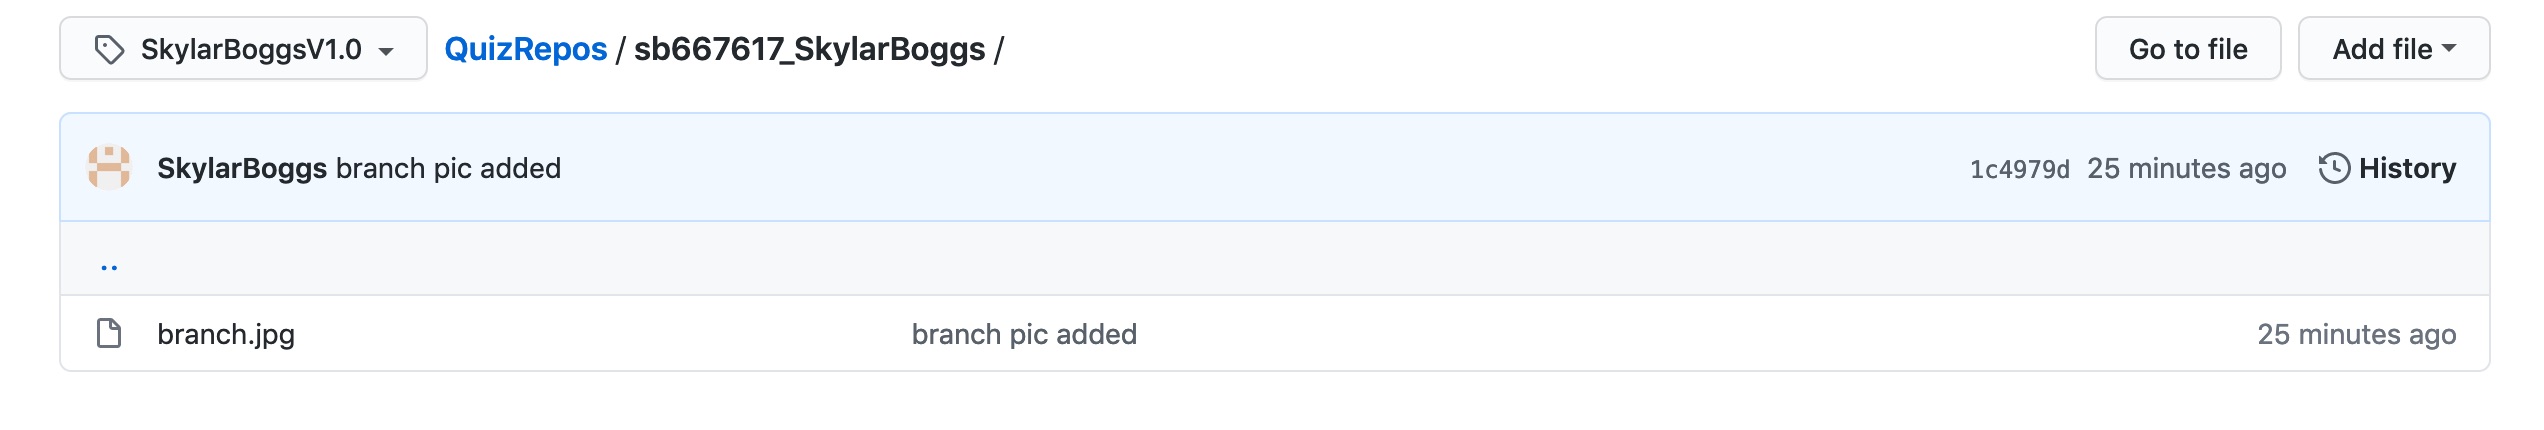 SkylarBoggsV1.0 QuizRepos / sb667617_SkylarBoggs / Go to file Add file
SkylarBoggs branch pic added 1c4979d 25 minutes ago History
..
branch.jpg branch pic added 25 minutes ago